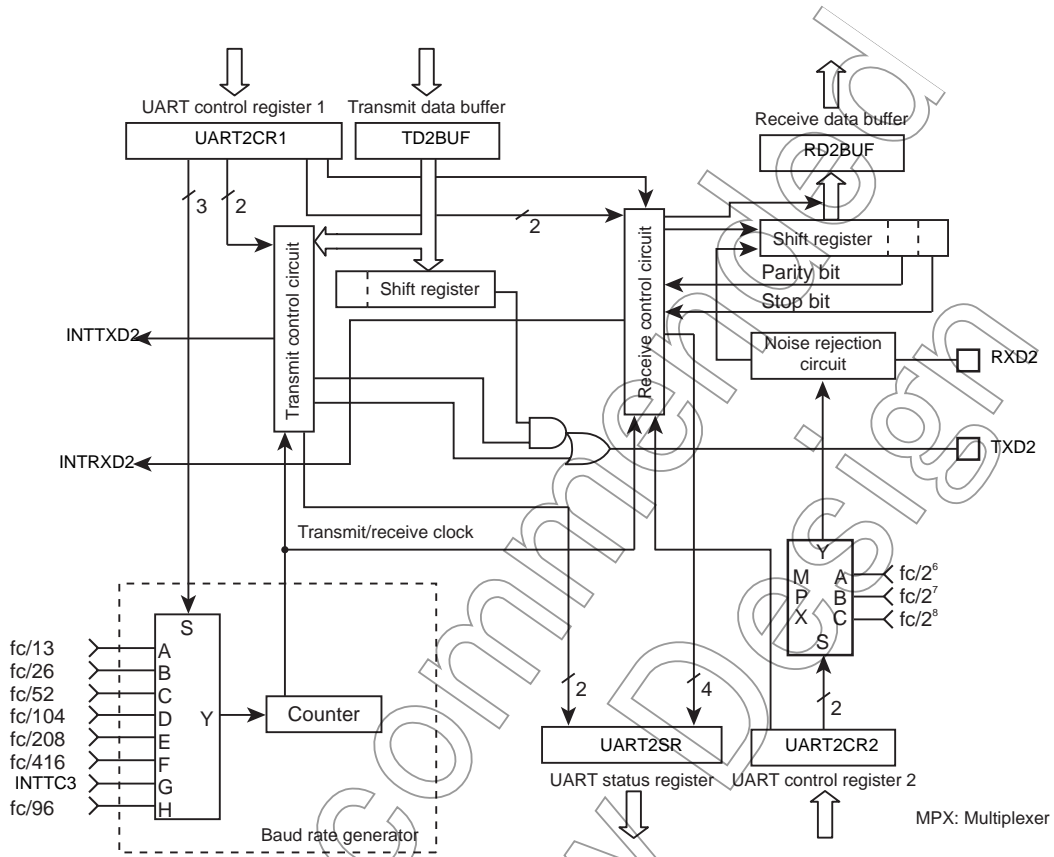 UART control register 1
Transmit data buffer
Receive data buffer
UART2CR1
TD2BUF
RD2BUF
3
2
2
Transmit control circuit
Receive control circuit
Shift register
Shift register
Parity bit
Stop bit
INTTXD2
Noise rejection
circuit
RXD2
INTRXD2
TXD2
Transmit/receive clock
Y
M
P
X
A
B
C
S
fc/2⁶
fc/2⁷
fc/2⁸
S
fc/13
A
fc/26
B
fc/52
C
fc/104
D
Y
Counter
fc/208
E
fc/416
F
INTTC3
G
fc/96
H
Baud rate generator
2
4
2
UART2SR
UART2CR2
UART status register
UART control register 2
MPX: Multiplexer
commended
w Design